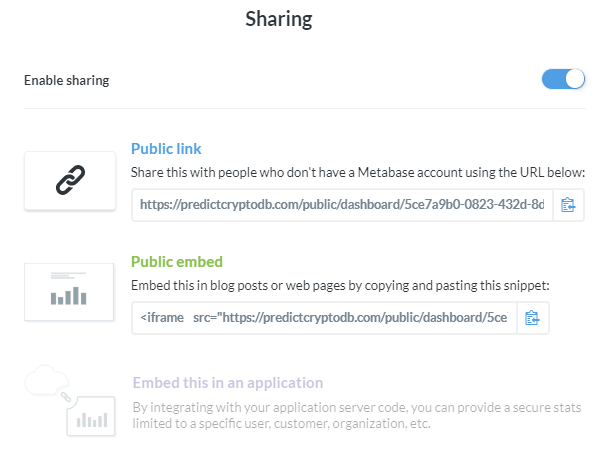 Sharing
Enable sharing
Public link
Share this with people who don't have a Metabase account using the URL below:
https://predictcryptodb.com/public/dashboard/5ce7a9b0-0823-432d-8d
Public embed
Embed this in blog posts or web pages by copying and pasting this snippet:
<iframe src="https://predictcryptodb.com/public/dashboard/5ce
Embed this in an application
By integrating with your application server code, you can provide a secure stats
limited to a specific user, customer, organization, etc.